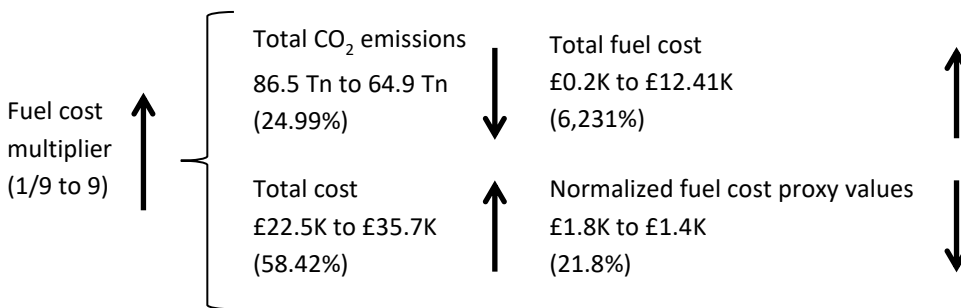 Fuel cost
multiplier
(1/9 to 9)
Total CO₂ emissions
86.5 Tn to 64.9 Tn
(24.99%)
Total fuel cost
£0.2K to £12.41K
(6,231%)
Total cost
£22.5K to £35.7K
(58.42%)
Normalized fuel cost proxy values
£1.8K to £1.4K
(21.8%)